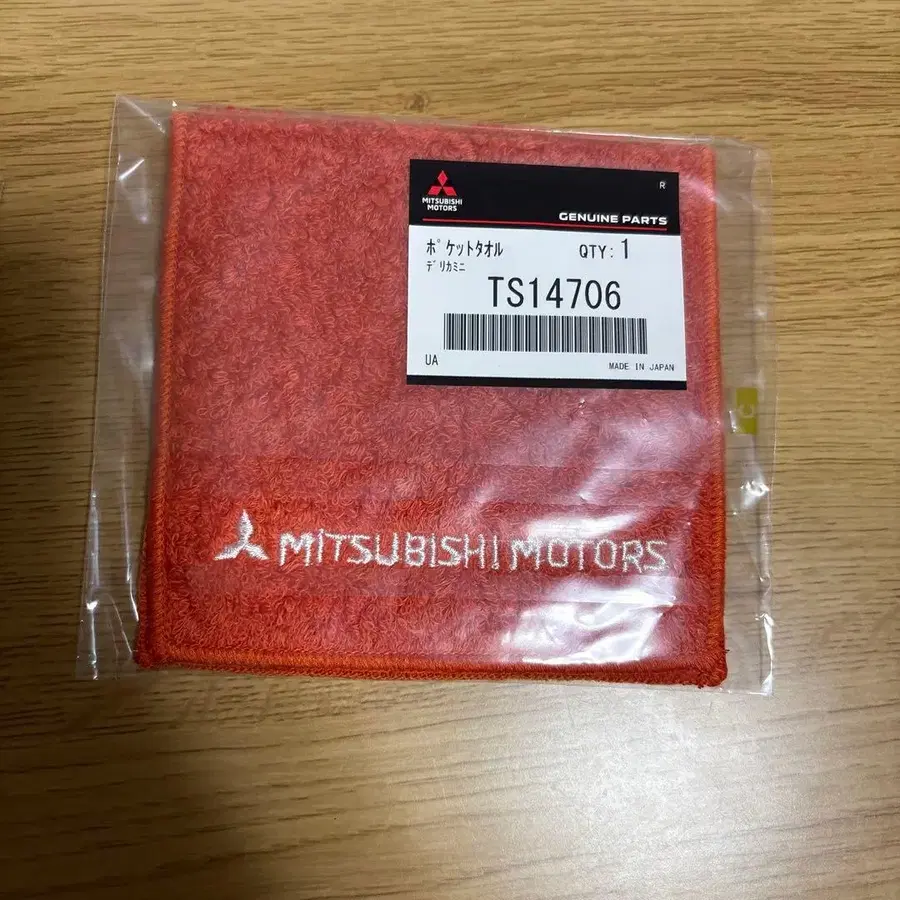 MITSUBISHI
MOTORS
R
GENUINE PARTS
ﾎﾟｹｯﾄﾀｵﾙ QTY: 1
ﾃﾞﾘｶﾐﾆ
TS14706
UA MADE IN JAPAN
C
MITSUBISHI MOTORS